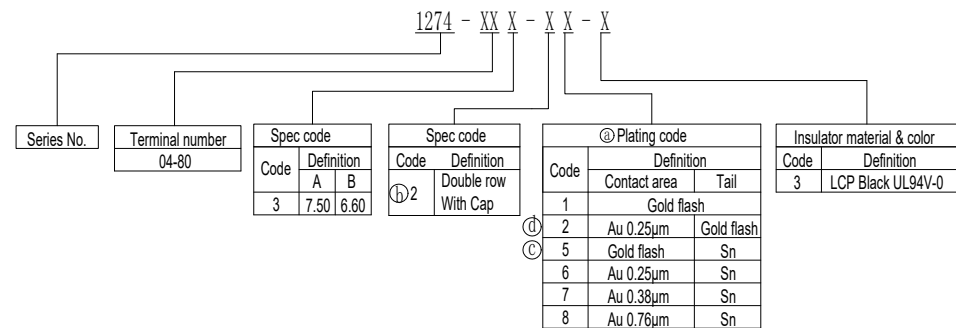 1274 - XX X - X X - X
Series No.
Terminal number
04-80
Spec code
Code Definition
A B
3 7.50 6.60
Spec code
Code Definition
ⓑ 2 Double row
With Cap
ⓐ Plating code
Code Definition
Contact area Tail
1 Gold flash
ⓓ 2 Au 0.25μm Gold flash
ⓒ 5 Gold flash Sn
6 Au 0.25μm Sn
7 Au 0.38μm Sn
8 Au 0.76μm Sn
Insulator material & color
Code Definition
3 LCP Black UL94V-0